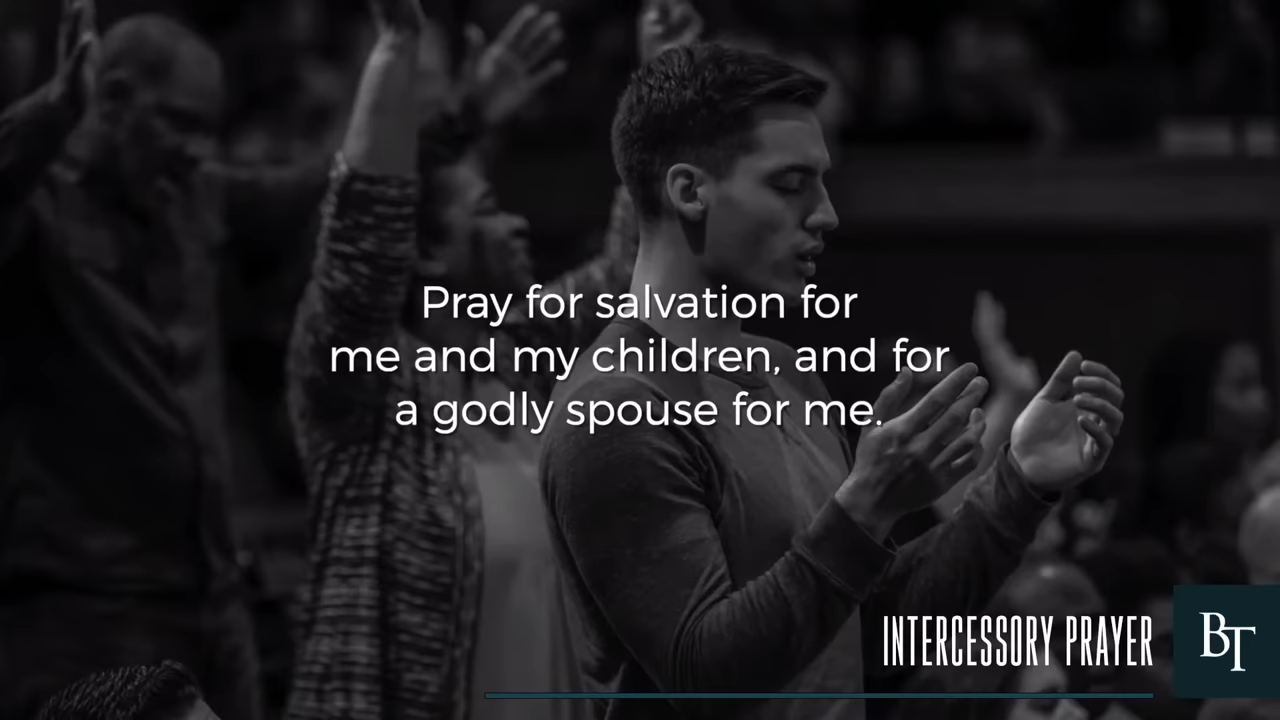 Pray for salvation for
me and my children, and for
a godly spouse for me.
INTERCESSORY PRAYER
BT